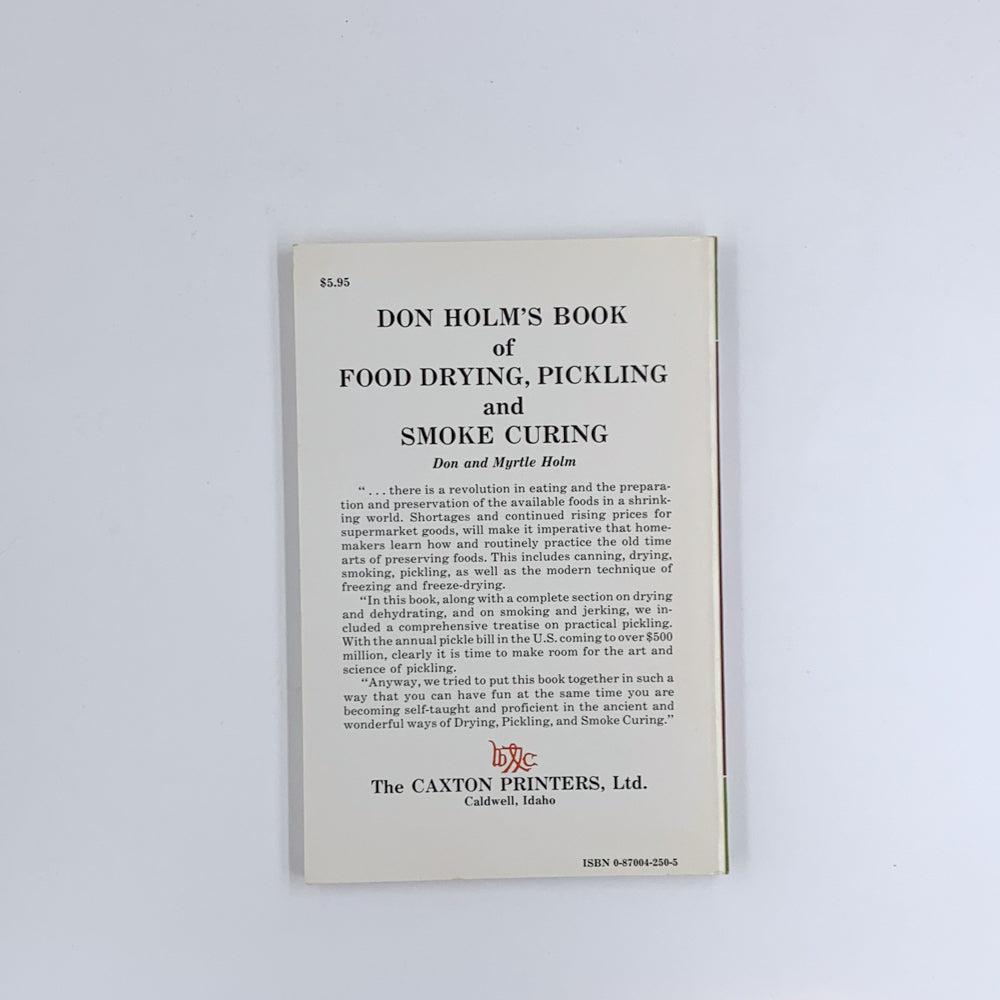 $5.95
DON HOLM'S BOOK
of
FOOD DRYING, PICKLING
and
SMOKE CURING
Don and Myrtle Holm
“ . . . there is a revolution in eating and the prepara-
tion and preservation of the available foods in a shrink-
ing world. Shortages and continued rising prices for
supermarket goods, will make it imperative that home-
makers learn how and routinely practice the old time
arts of preserving foods. This includes canning, drying,
smoking, pickling, as well as the modern technique of
freezing and freeze-drying.
“In this book, along with a complete section on drying
and dehydrating, and on smoking and jerking, we in-
cluded a comprehensive treatise on practical pickling.
With the annual pickle bill in the U.S. coming to over $500
million, clearly it is time to make room for the art and
science of pickling.
“Anyway, we tried to put this book together in such a
way that you can have fun at the same time you are
becoming self-taught and proficient in the ancient and
wonderful ways of Drying, Pickling, and Smoke Curing.”
The CAXTON PRINTERS, Ltd.
Caldwell, Idaho
ISBN 0-87004-250-5